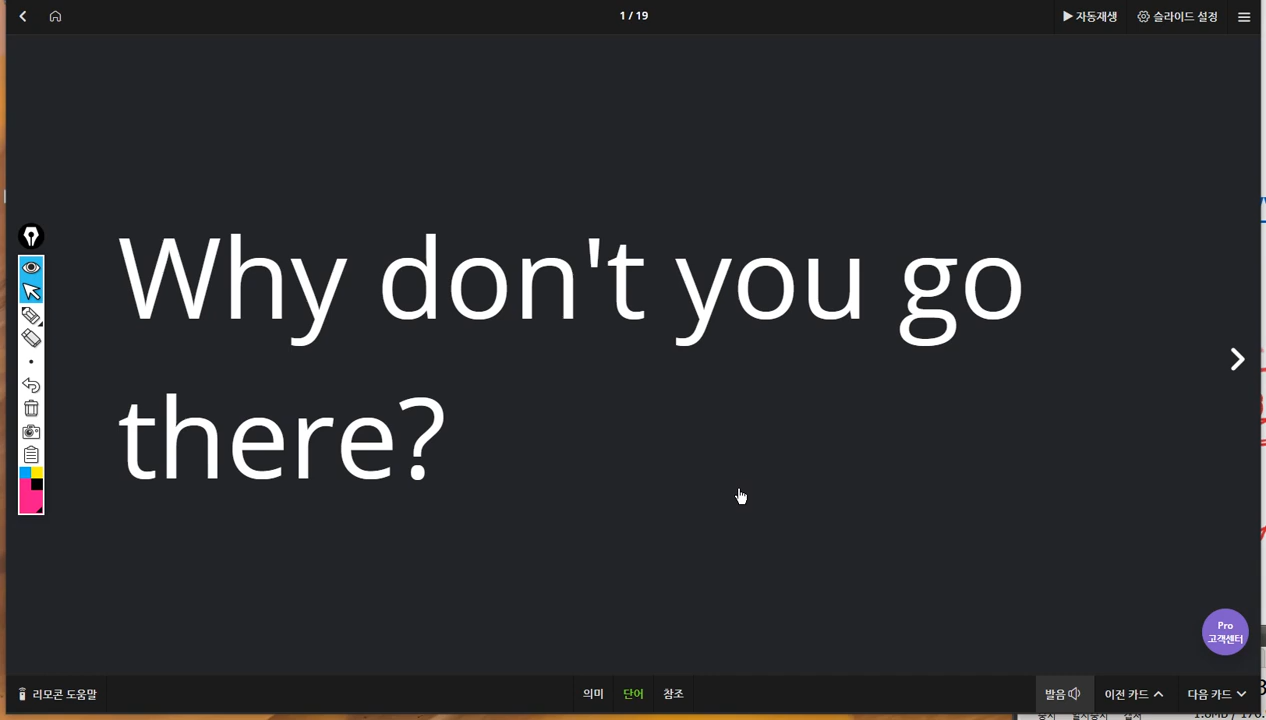 1 / 19
자동재생
슬라이드 설정
Why don't you go
there?
Pro
고객센터
리모콘 도움말
의미
단어
참조
발음
이전 카드
다음 카드